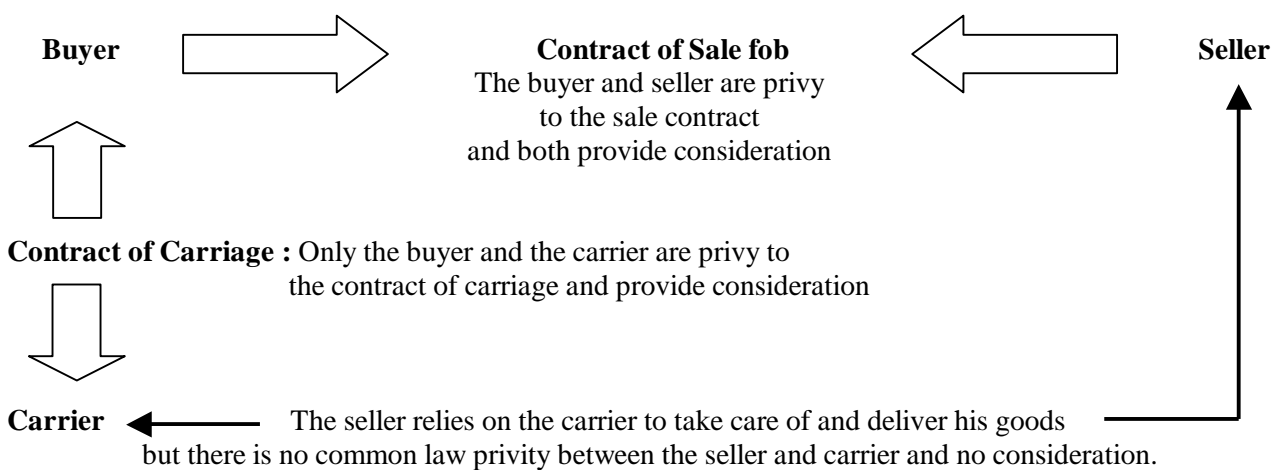 Buyer Contract of Sale fob Seller
The buyer and seller are privy
to the sale contract
and both provide consideration
Contract of Carriage : Only the buyer and the carrier are privy to
the contract of carriage and provide consideration
Carrier The seller relies on the carrier to take care of and deliver his goods
but there is no common law privity between the seller and carrier and no consideration.